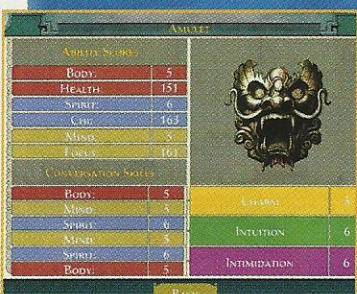 Amulet
Ability Scores
Body: 5
Health: 151
Spirit: 6
Chi: 163
Mind: 5
Focus: 161
Conversation Skills
Body: 5
Mind: 5
Spirit: 6
Mind: 5
Spirit: 6
Body: 5
Charm 5
Intuition 6
Intimidation 6
Back